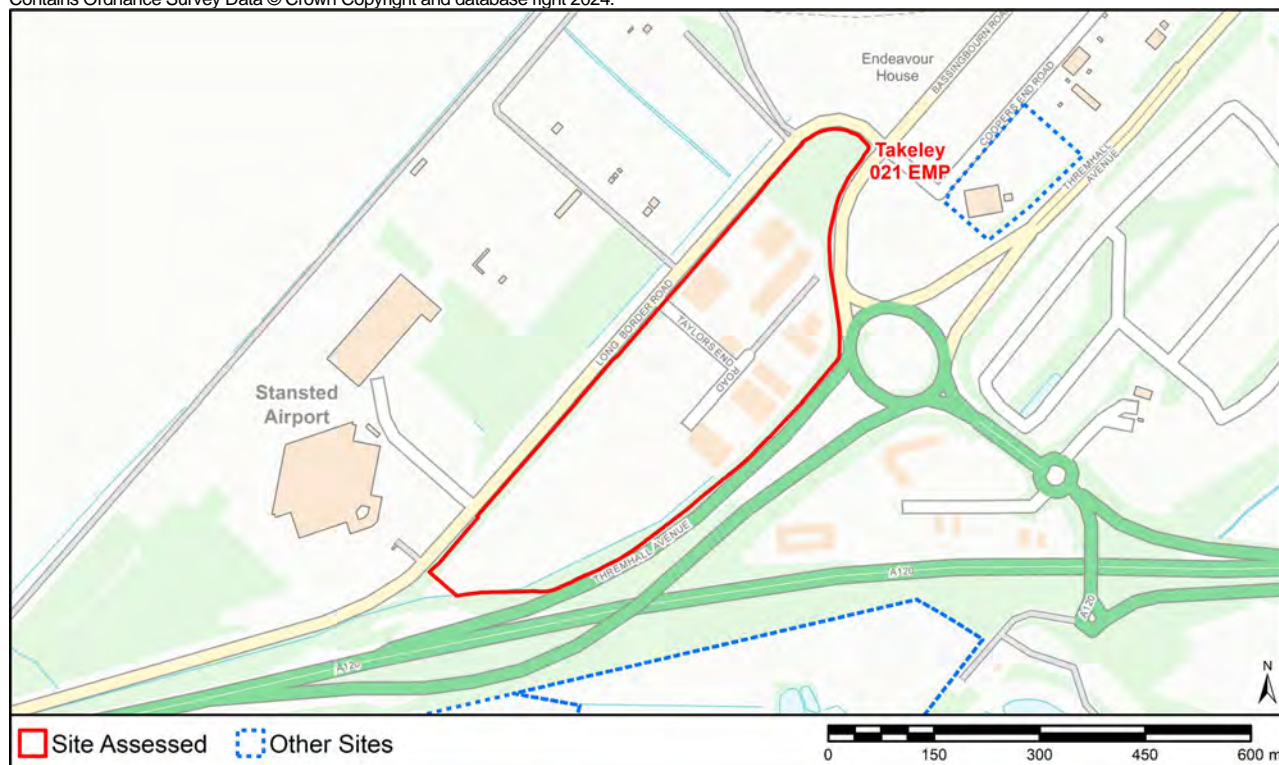 Contains Ordnance Survey Data © Crown Copyright and database right 2024.
Endeavour
House
BASSINGBOURN ROAD
COOPERS END ROAD
Takeley
021 EMP
THREMHALL
AVENUE
LONG BORDER ROAD
TAYLORS END
ROAD
Stansted
Airport
THREMHALL AVENUE
A120
A120
A120
N
Site Assessed
Other Sites
0 150 300 450 600 m